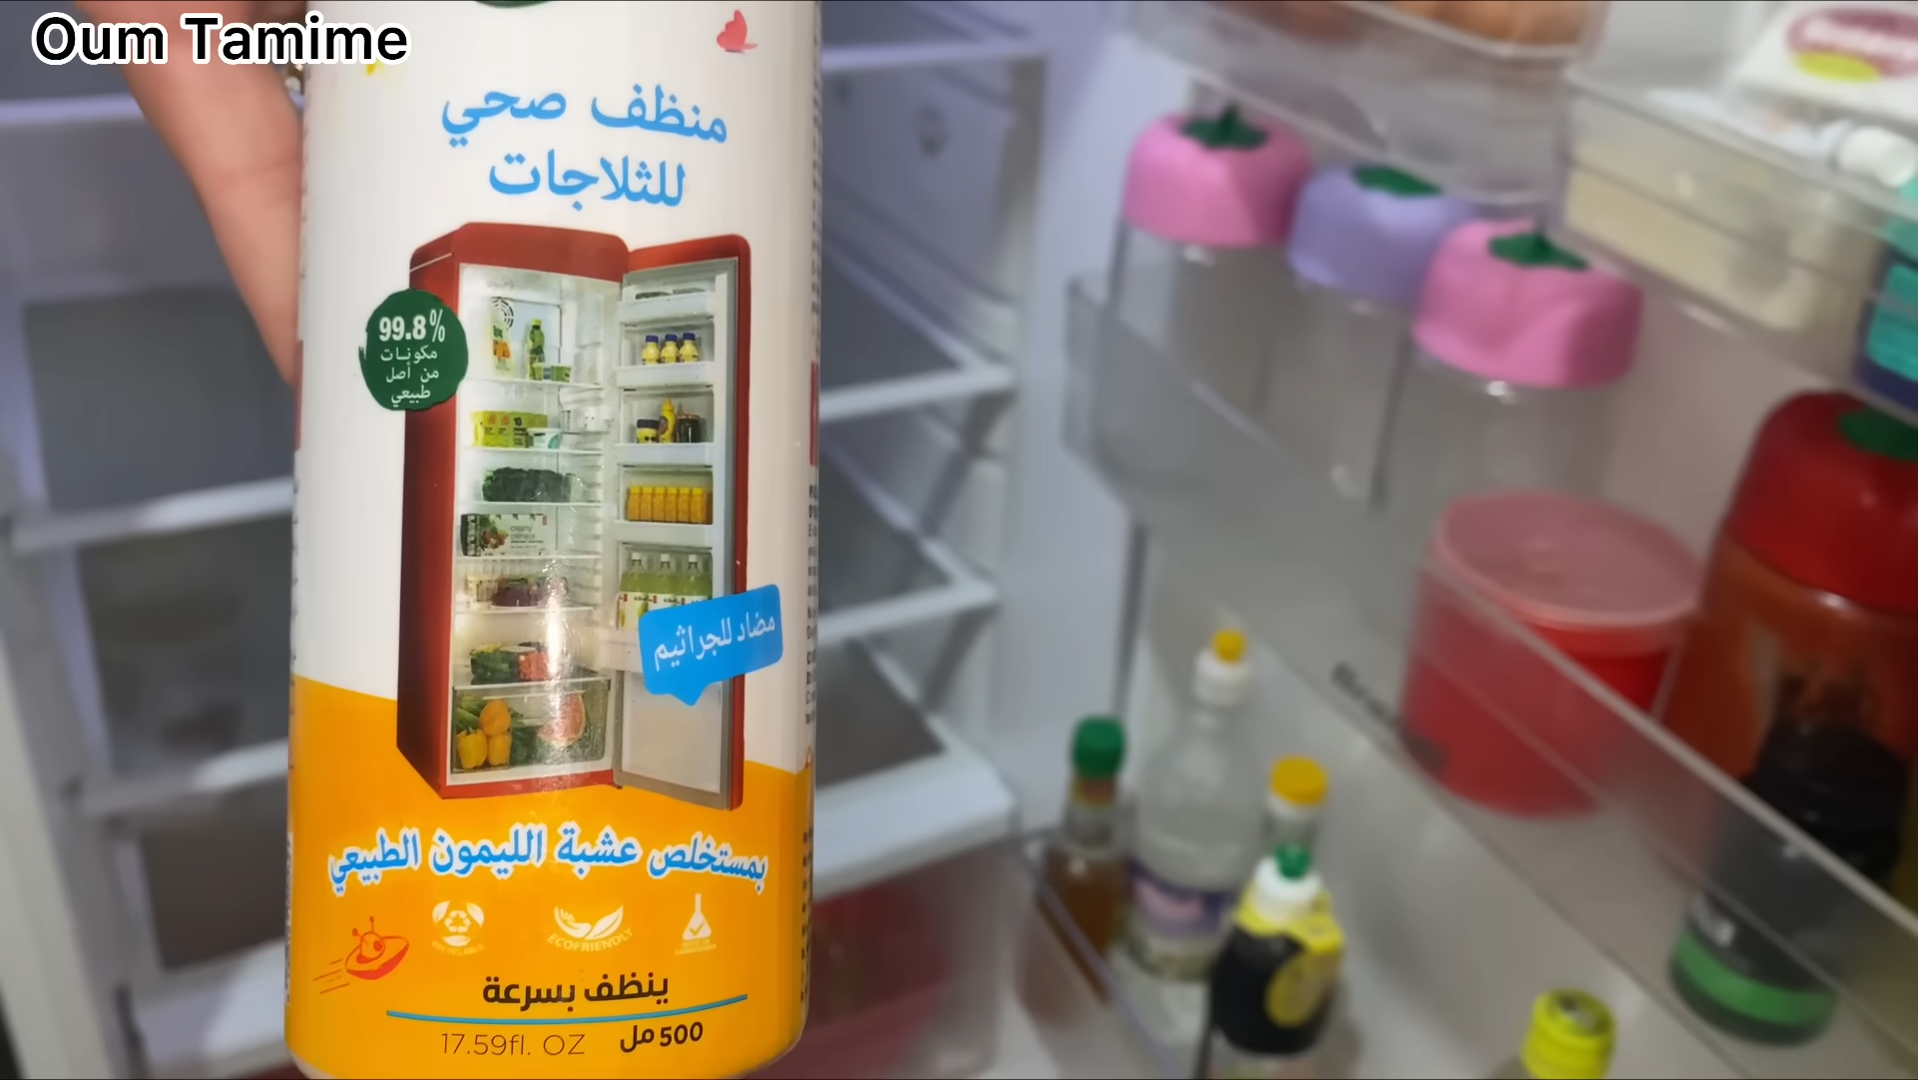 Oum Tamime
منظف صحي
للثلاجات
99.8%
مكونات
من أصل
طبيعي
مضاد للجراثيم
بمستخلص عشبة الليمون الطبيعي
RECYCLABLE
ECOFRIENDLY
ينظف بسرعة
17.59fl. OZ
500 مل